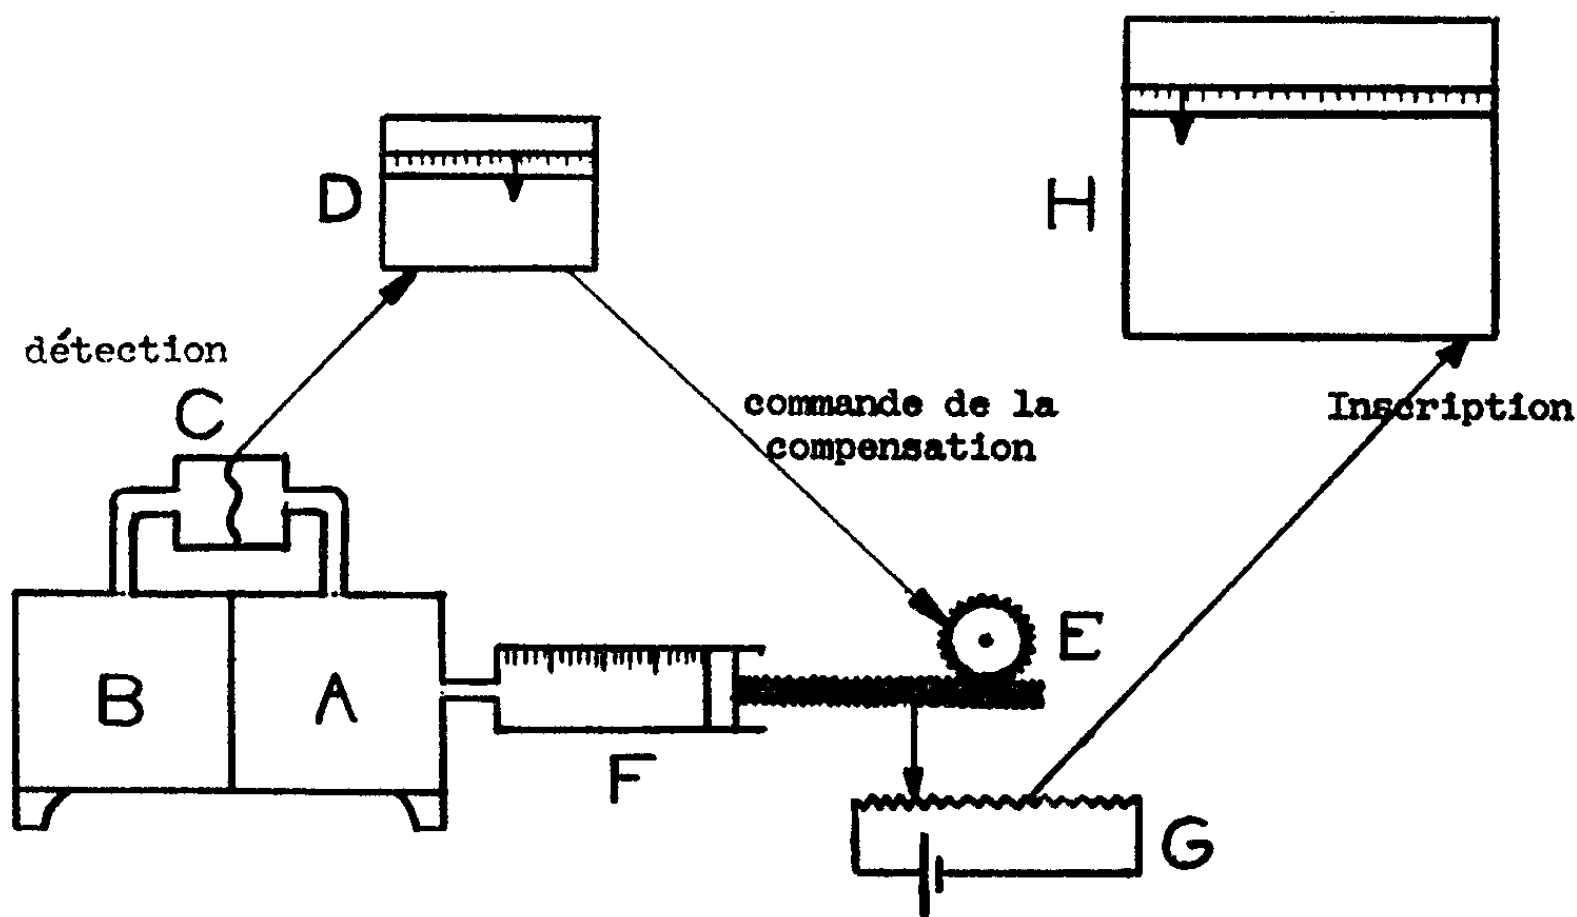 D
H
détection
C
commande de la
compensation
Inscription
E
B
A
F
G